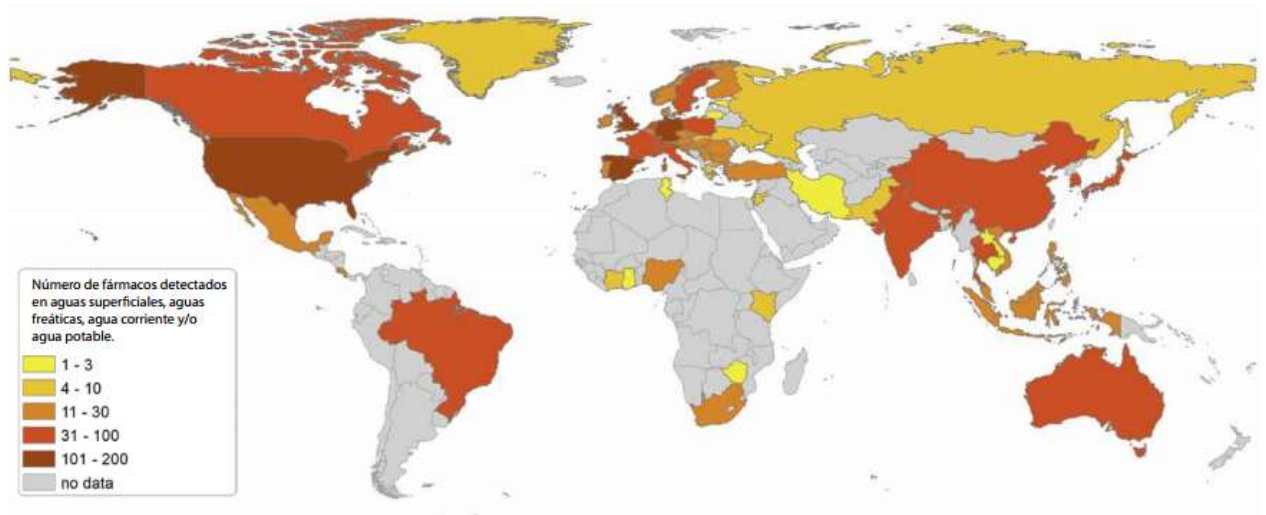 Número de fármacos detectados
en aguas superficiales, aguas
freáticas, agua corriente y/o
agua potable.
1 - 3
4 - 10
11 - 30
31 - 100
101 - 200
no data